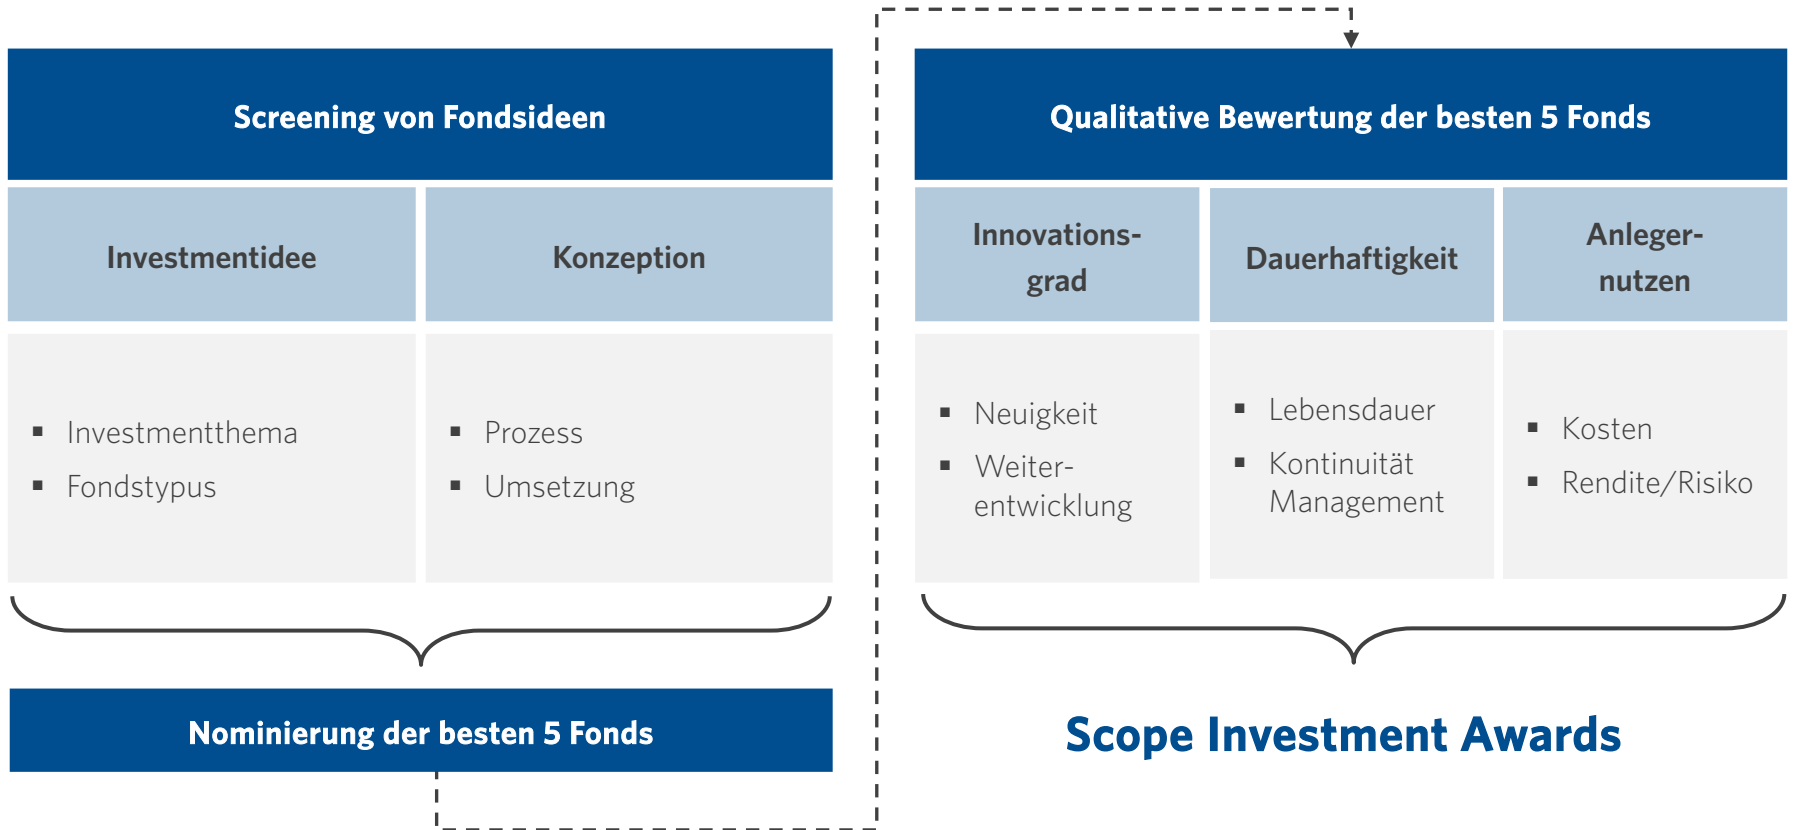 Screening von Fondsideen
Investmentidee
Konzeption
▪ Investmentthema
▪ Fondstypus
▪ Prozess
▪ Umsetzung
Nominierung der besten 5 Fonds
Qualitative Bewertung der besten 5 Fonds
Innovations-
grad
Dauerhaftigkeit
Anleger-
nutzen
▪ Neuigkeit
▪ Weiter-
entwicklung
▪ Lebensdauer
▪ Kontinuität
Management
▪ Kosten
▪ Rendite/Risiko
Scope Investment Awards